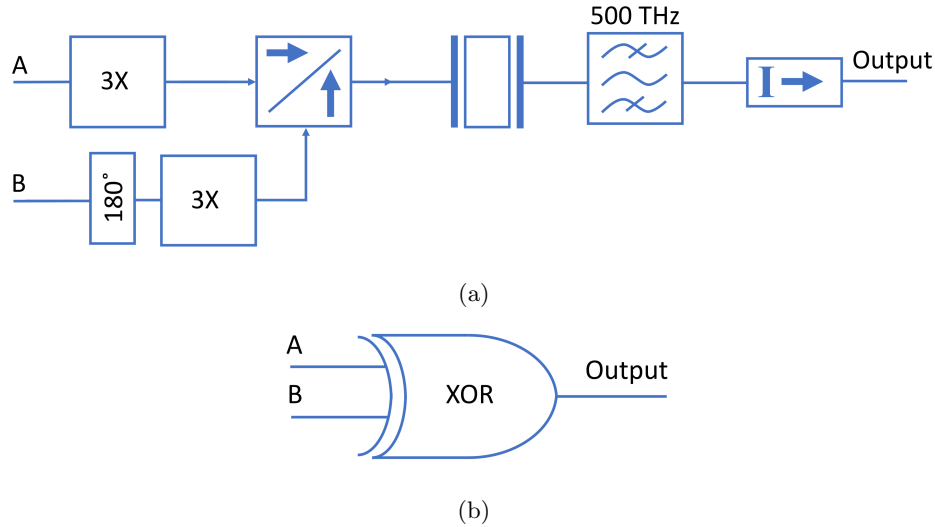 500 THz
A
3X
Output
B
180°
3X
(a)
A
B
XOR
Output
(b)